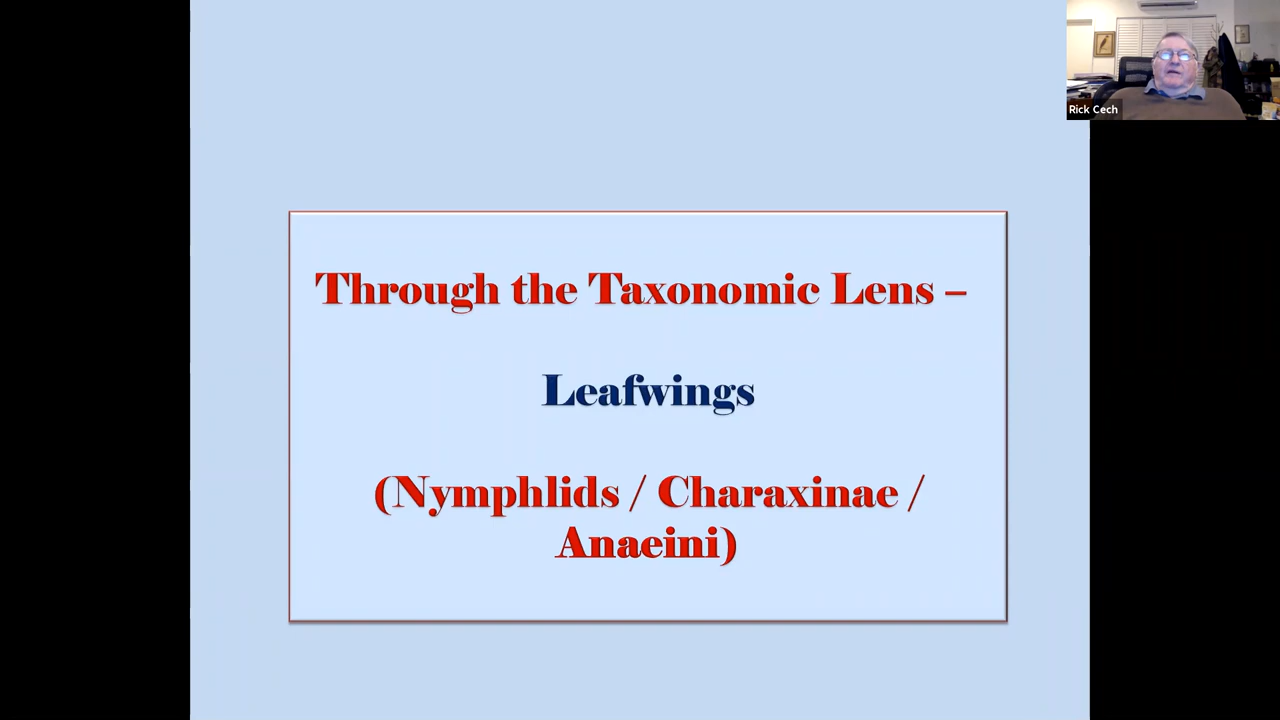 Rick Cech
Through the Taxonomic Lens –
Leafwings
(Nymphlids / Charaxinae /
Anaeini)